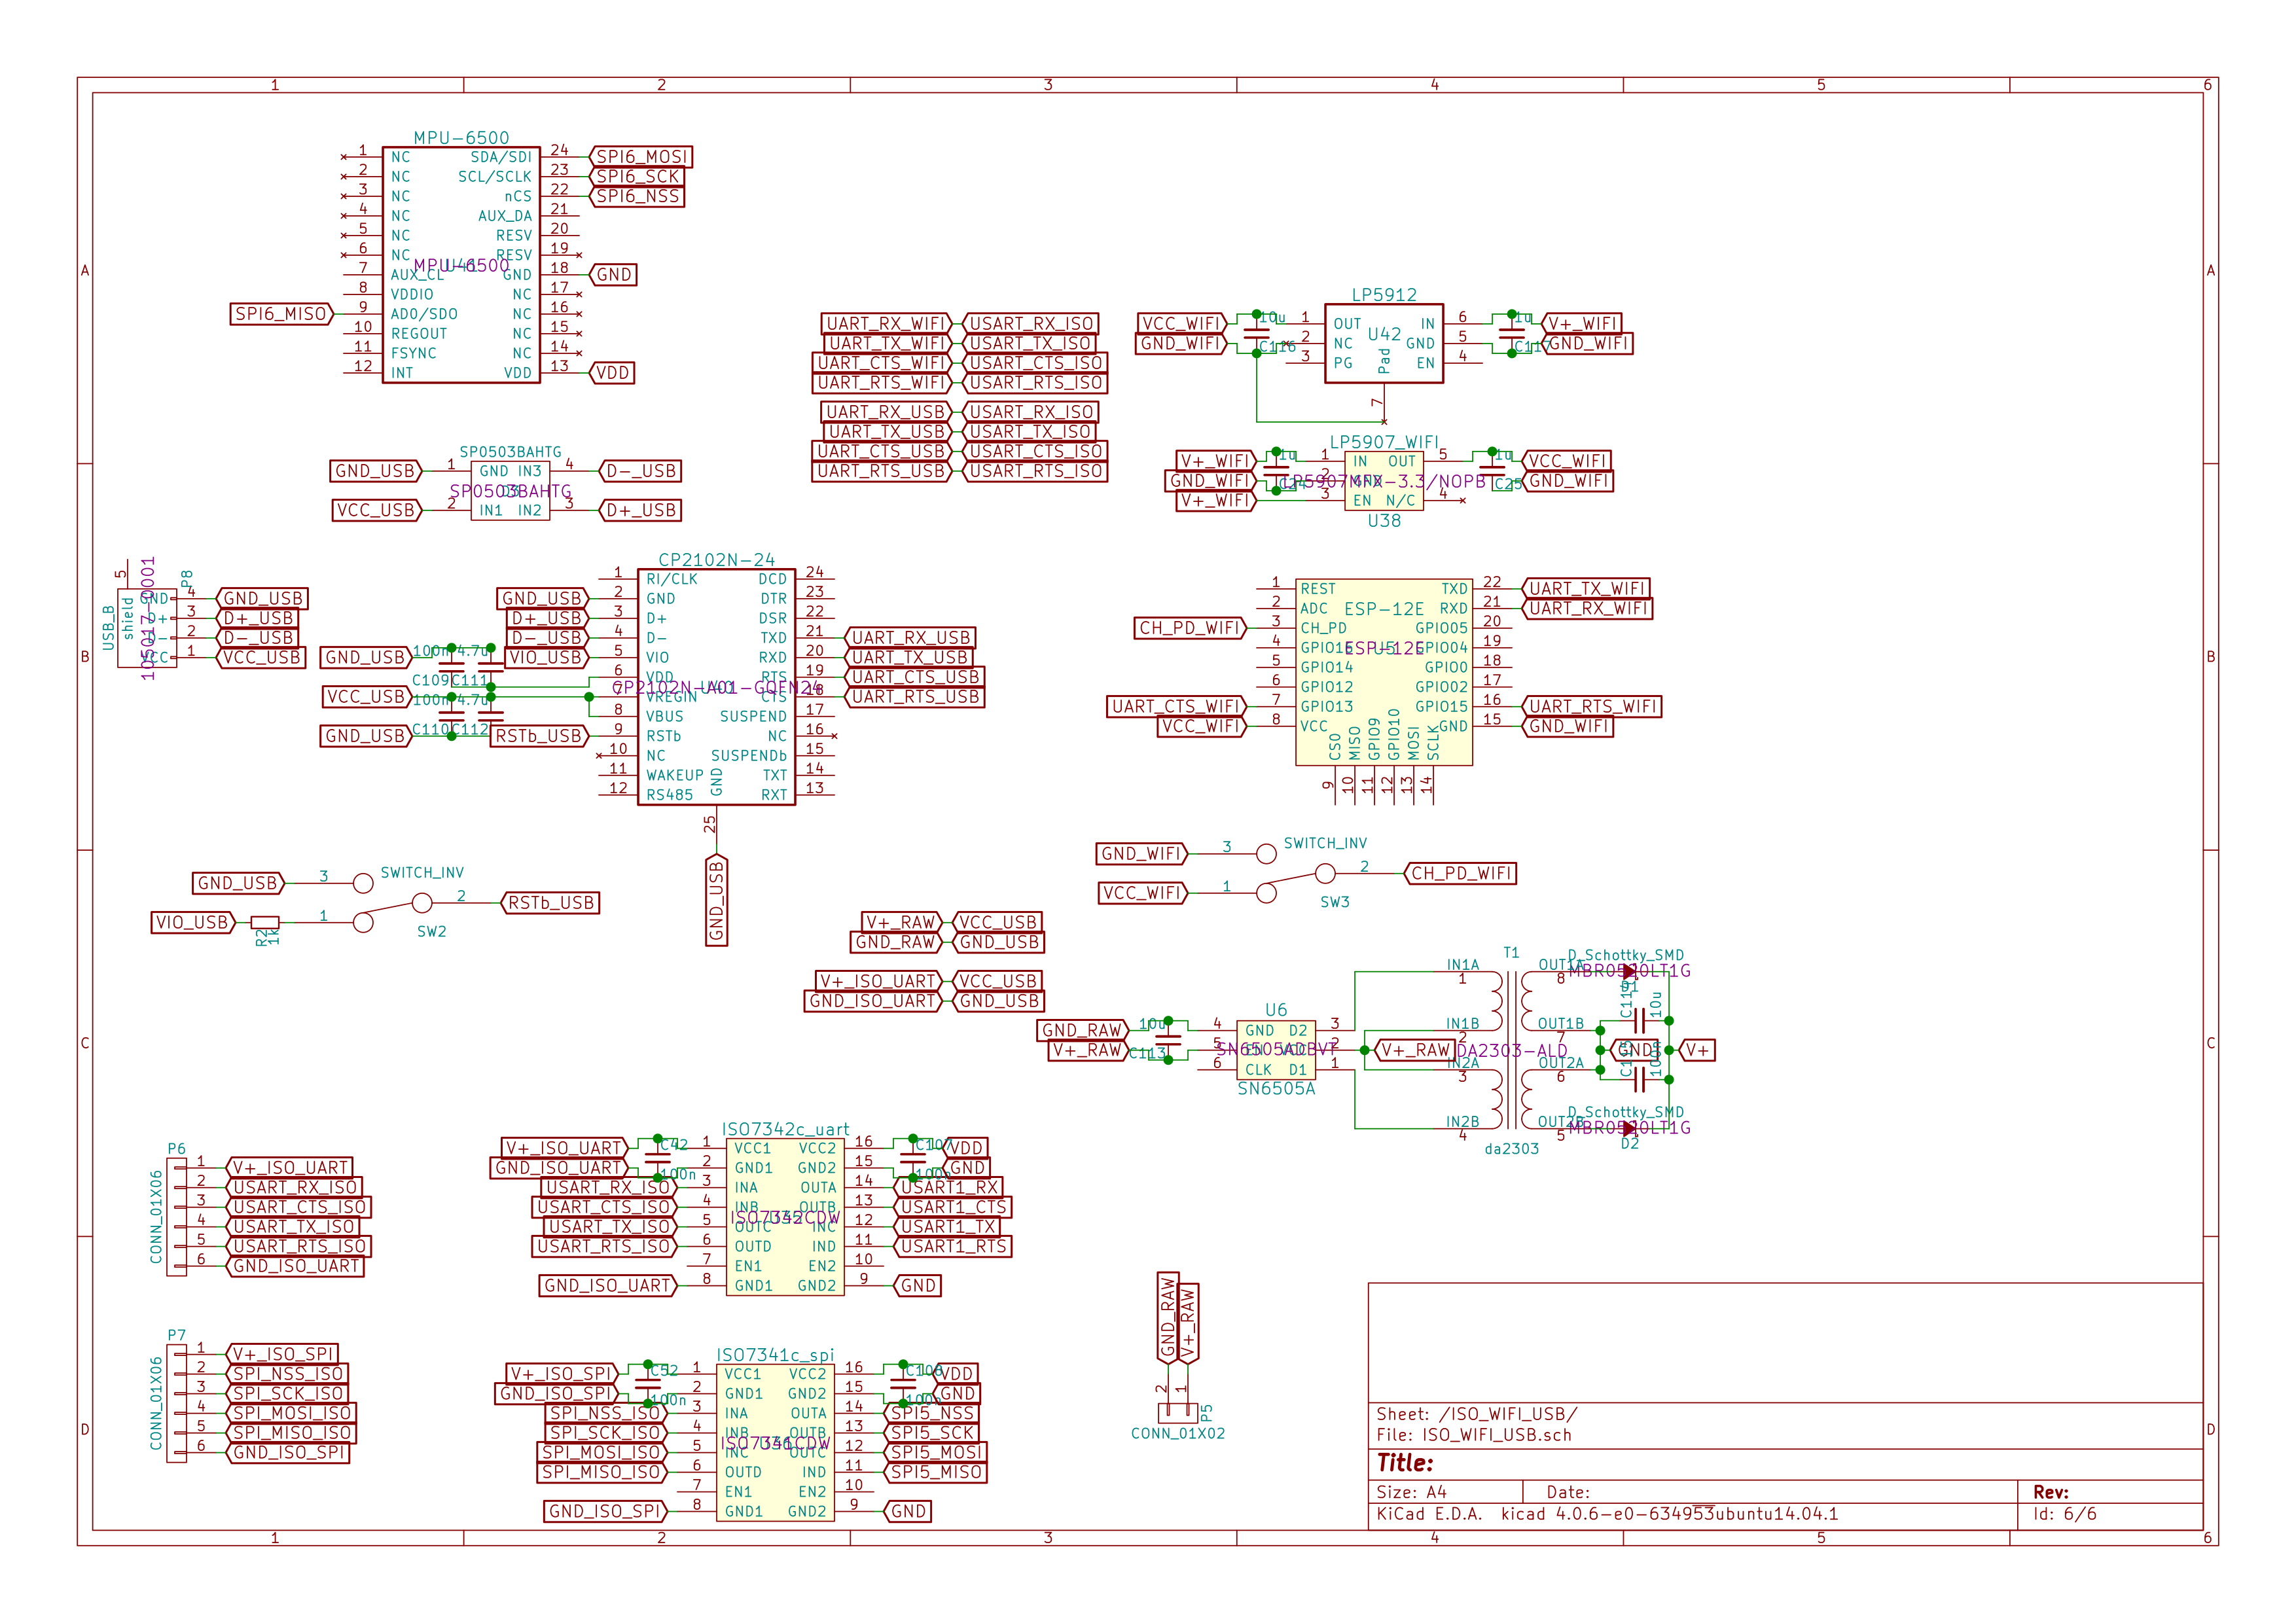 1 2 3 4 5 6
A B C D
MPU-6500
1 NC
2 NC
3 NC
4 NC
5 NC
6 NC
7 AUX_CL
8 VDDIO
SPI6_MISO 9 AD0/SDO
10 REGOUT
11 FSYNC
12 INT
SDA/SDI 24 SPI6_MOSI
SCL/SCLK 23 SPI6_SCK
nCS 22 SPI6_NSS
AUX_DA 21
RESV 20
RESV 19
MPU-6500
GND 18 GND
NC 17
NC 16
NC 15
NC 14
VDD 13 VDD
UART_RX_WIFI USART_RX_ISO
UART_TX_WIFI USART_TX_ISO
UART_CTS_WIFI USART_CTS_ISO
UART_RTS_WIFI USART_RTS_ISO
UART_RX_USB USART_RX_ISO
UART_TX_USB USART_TX_ISO
UART_CTS_USB USART_CTS_ISO
UART_RTS_USB USART_RTS_ISO
LP5912
U42
VCC_WIFI 10u 1 OUT IN 6 1u V+_WIFI
GND_WIFI C116 2 NC GND 5 C117 GND_WIFI
3 PG EN 4
Pad 7
LP5907_WIFI
V+_WIFI 1u 1 IN OUT 5 1u VCC_WIFI
GND_WIFI C24 2 GND LP5907MFX-3.3/NOPB C25 GND_WIFI
V+_WIFI 3 EN N/C 4
U38
SP0503BAHTG
GND_USB 1 GND IN3 4 D-_USB
SP0503BAHTG
VCC_USB 2 IN1 IN2 3 D+_USB
P8
USB_B
105017-0001
shield 5
GND 4 GND_USB
D+ 3 D+_USB
D- 2 D-_USB
VCC 1 VCC_USB
CP2102N-24
1 RI/CLK DCD 24
GND_USB 2 GND DTR 23
D+_USB 3 D+ DSR 22
D-_USB 4 D- TXD 21 UART_RX_USB
VIO_USB 5 VIO RXD 20 UART_TX_USB
6 VDD RTS 19 UART_CTS_USB
CP2102N-A01-GQFN24
7 VREGIN CTS 18 UART_RTS_USB
8 VBUS SUSPEND 17
RSTb_USB 9 RSTb NC 16
10 NC SUSPENDb 15
11 WAKEUP TXT 14
12 RS485 RXT 13
GND 25 GND_USB
GND_USB 100n 4.7u
C109 C111
VCC_USB 100n 4.7u
GND_USB C110 C112
ESP-12E
ESP-12E
U5
1 REST TXD 22 UART_TX_WIFI
2 ADC RXD 21 UART_RX_WIFI
CH_PD_WIFI 3 CH_PD GPIO05 20
4 GPIO16 GPIO04 19
5 GPIO14 GPIO0 18
6 GPIO12 GPIO02 17
UART_CTS_WIFI 7 GPIO13 GPIO15 16 UART_RTS_WIFI
VCC_WIFI 8 VCC GND 15 GND_WIFI
CS0 MISO GPIO9 GPIO10 MOSI SCLK
9 10 11 12 13 14
GND_USB 3 SWITCH_INV
2 RSTb_USB
VIO_USB R2 1k 1 SW2
GND_WIFI 3 SWITCH_INV
2 CH_PD_WIFI
VCC_WIFI 1 SW3
V+_RAW VCC_USB
GND_RAW GND_USB
V+_ISO_UART VCC_USB
GND_ISO_UART GND_USB
U6
GND_RAW 10u 4 GND D2 3
V+_RAW C113 5 EN VCC 2 V+_RAW
SN6505ADBVT
6 CLK D1 1
SN6505A
T1
IN1A 1 OUT1A 8
IN1B 2 OUT1B 7
DA2303-ALD
IN2A 3 OUT2A 6
IN2B 4 OUT2B 5
da2303
D_Schottky_SMD
MBR0520LT1G
D1
10u
GND V+
100n
D_Schottky_SMD
MBR0520LT1G
D2
P6
CONN_01X06
1 V+_ISO_UART
2 USART_RX_ISO
3 USART_CTS_ISO
4 USART_TX_ISO
5 USART_RTS_ISO
6 GND_ISO_UART
ISO7342c_uart
V+_ISO_UART C42 1 VCC1 VCC2 16 C107 VDD
GND_ISO_UART 100n 2 GND1 GND2 15 100n GND
USART_RX_ISO 3 INA OUTA 14 USART1_RX
USART_CTS_ISO 4 INB OUTB 13 USART1_CTS
ISO7342CDW
USART_TX_ISO 5 OUTC INC 12 USART1_TX
USART_RTS_ISO 6 OUTD IND 11 USART1_RTS
7 EN1 EN2 10
GND_ISO_UART 8 GND1 GND2 9 GND
P7
CONN_01X06
1 V+_ISO_SPI
2 SPI_NSS_ISO
3 SPI_SCK_ISO
4 SPI_MOSI_ISO
5 SPI_MISO_ISO
6 GND_ISO_SPI
ISO7341c_spi
V+_ISO_SPI C52 1 VCC1 VCC2 16 C108 VDD
GND_ISO_SPI 100n 2 GND1 GND2 15 100n GND
SPI_NSS_ISO 3 INA OUTA 14 SPI5_NSS
SPI_SCK_ISO 4 INB OUTB 13 SPI5_SCK
ISO7341CDW
SPI_MOSI_ISO 5 INC OUTC 12 SPI5_MOSI
SPI_MISO_ISO 6 OUTD IND 11 SPI5_MISO
7 EN1 EN2 10
GND_ISO_SPI 8 GND1 GND2 9 GND
GND_RAW V+_RAW
2 1
P5
CONN_01X02
Sheet: /ISO_WIFI_USB/
File: ISO_WIFI_USB.sch
Title:
Size: A4 Date: Rev:
KiCad E.D.A. kicad 4.0.6-e0-634953ubuntu14.04.1 Id: 6/6
1 2 3 4 5 6
A B C D